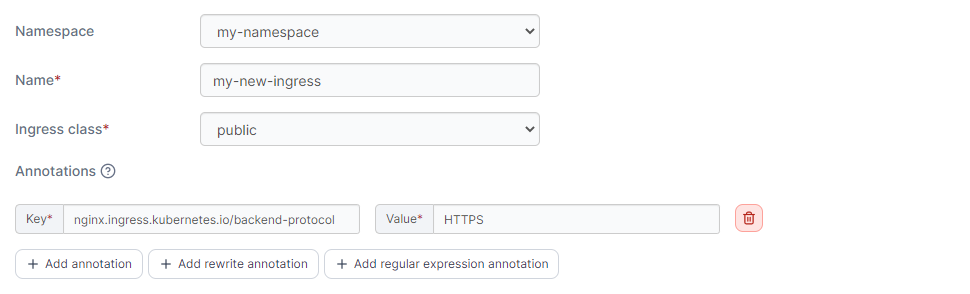 Namespace my-namespace
Name* my-new-ingress
Ingress class* public
Annotations ?
Key* nginx.ingress.kubernetes.io/backend-protocol Value* HTTPS
+ Add annotation + Add rewrite annotation + Add regular expression annotation